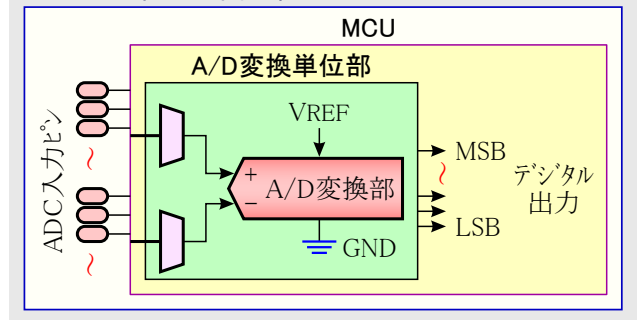 MCU
A/D変換単位部
ADC入力ピン
VREF
+
A/D変換部
−
GND
MSB
LSB
デジタル
出力